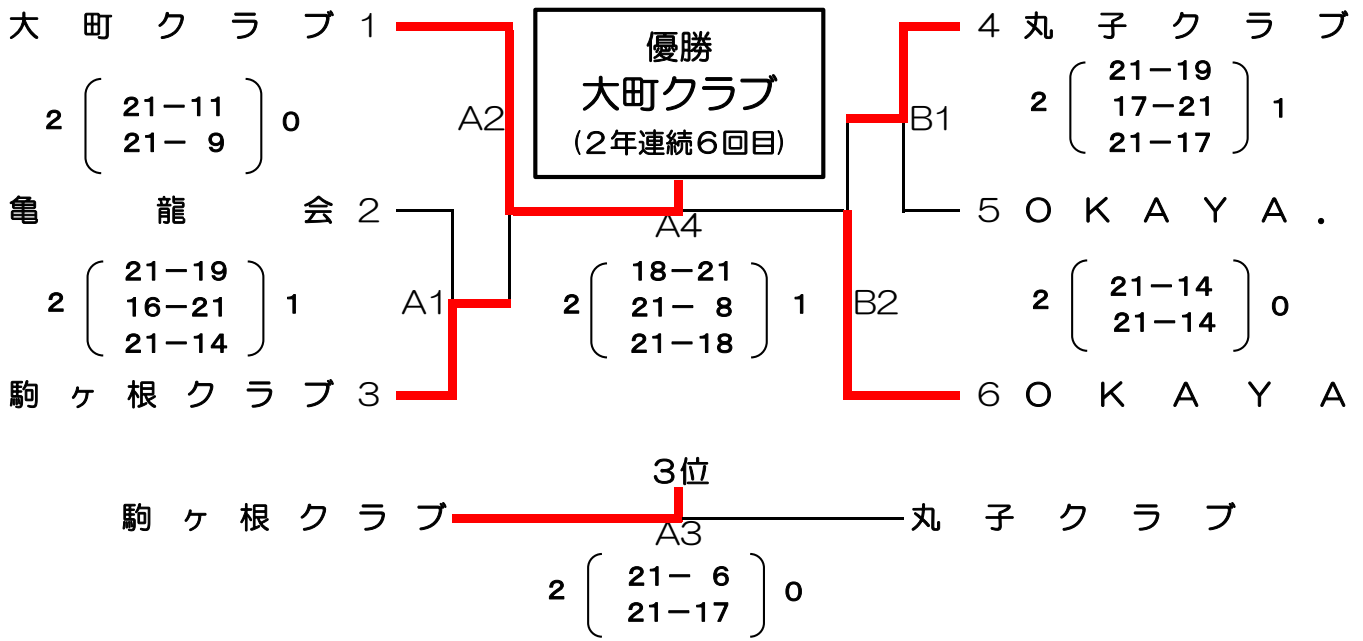 大町クラブ 1
2 21-11 0
21- 9
A2
亀龍会 2
2 21-19 1
16-21
21-14
A1
駒ヶ根クラブ 3
優勝
大町クラブ
(2年連続6回目)
A4
2 18-21 1
21- 8
21-18
4 丸子クラブ
2 21-19 1
17-21
21-17
B1
5 OKAYA.
2 21-14 0
21-14
B2
6 OKAYA
3位
駒ヶ根クラブ 丸子クラブ
A3
2 21- 6 0
21-17